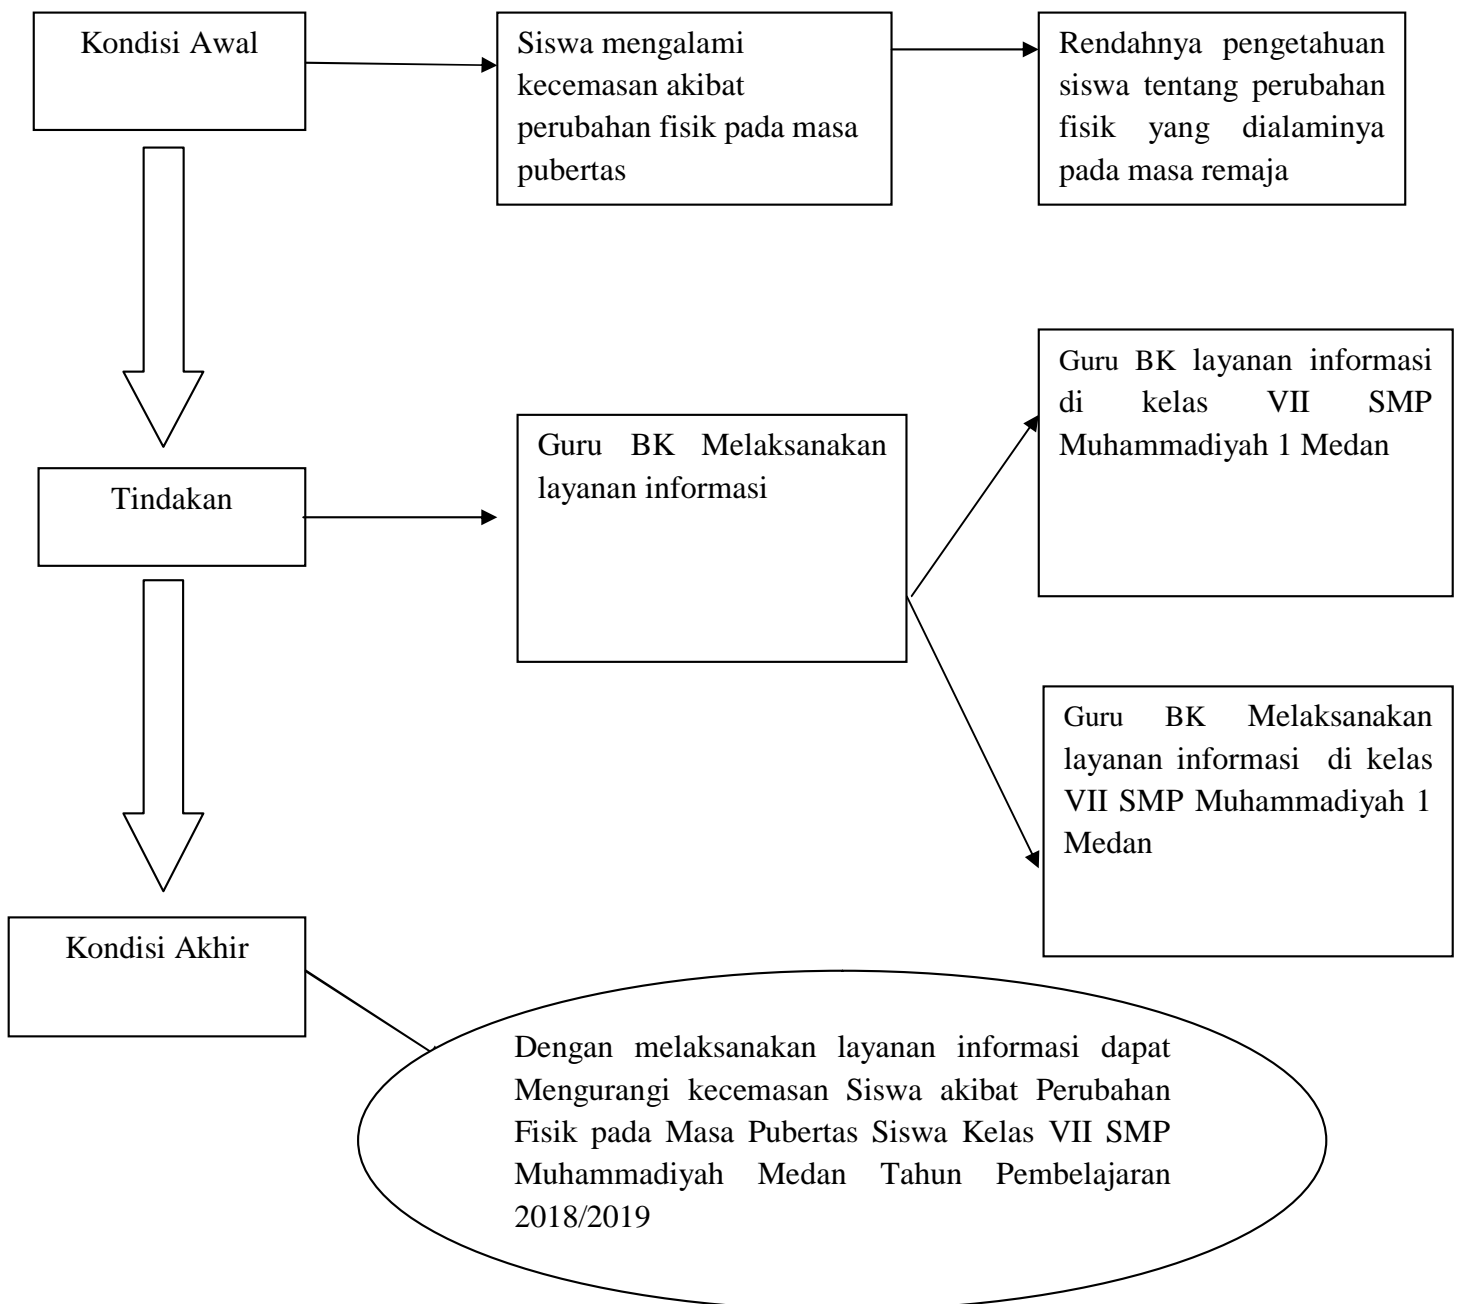 Kondisi Awal
Siswa mengalami
kecemasan akibat
perubahan fisik pada masa
pubertas
Rendahnya pengetahuan
siswa tentang perubahan
fisik yang dialaminya
pada masa remaja
Guru BK layanan informasi
di kelas VII SMP
Muhammadiyah 1 Medan
Guru BK Melaksanakan
layanan informasi
Tindakan
Guru BK Melaksanakan
layanan informasi di kelas
VII SMP Muhammadiyah 1
Medan
Kondisi Akhir
Dengan melaksanakan layanan informasi dapat
Mengurangi kecemasan Siswa akibat Perubahan
Fisik pada Masa Pubertas Siswa Kelas VII SMP
Muhammadiyah Medan Tahun Pembelajaran
2018/2019